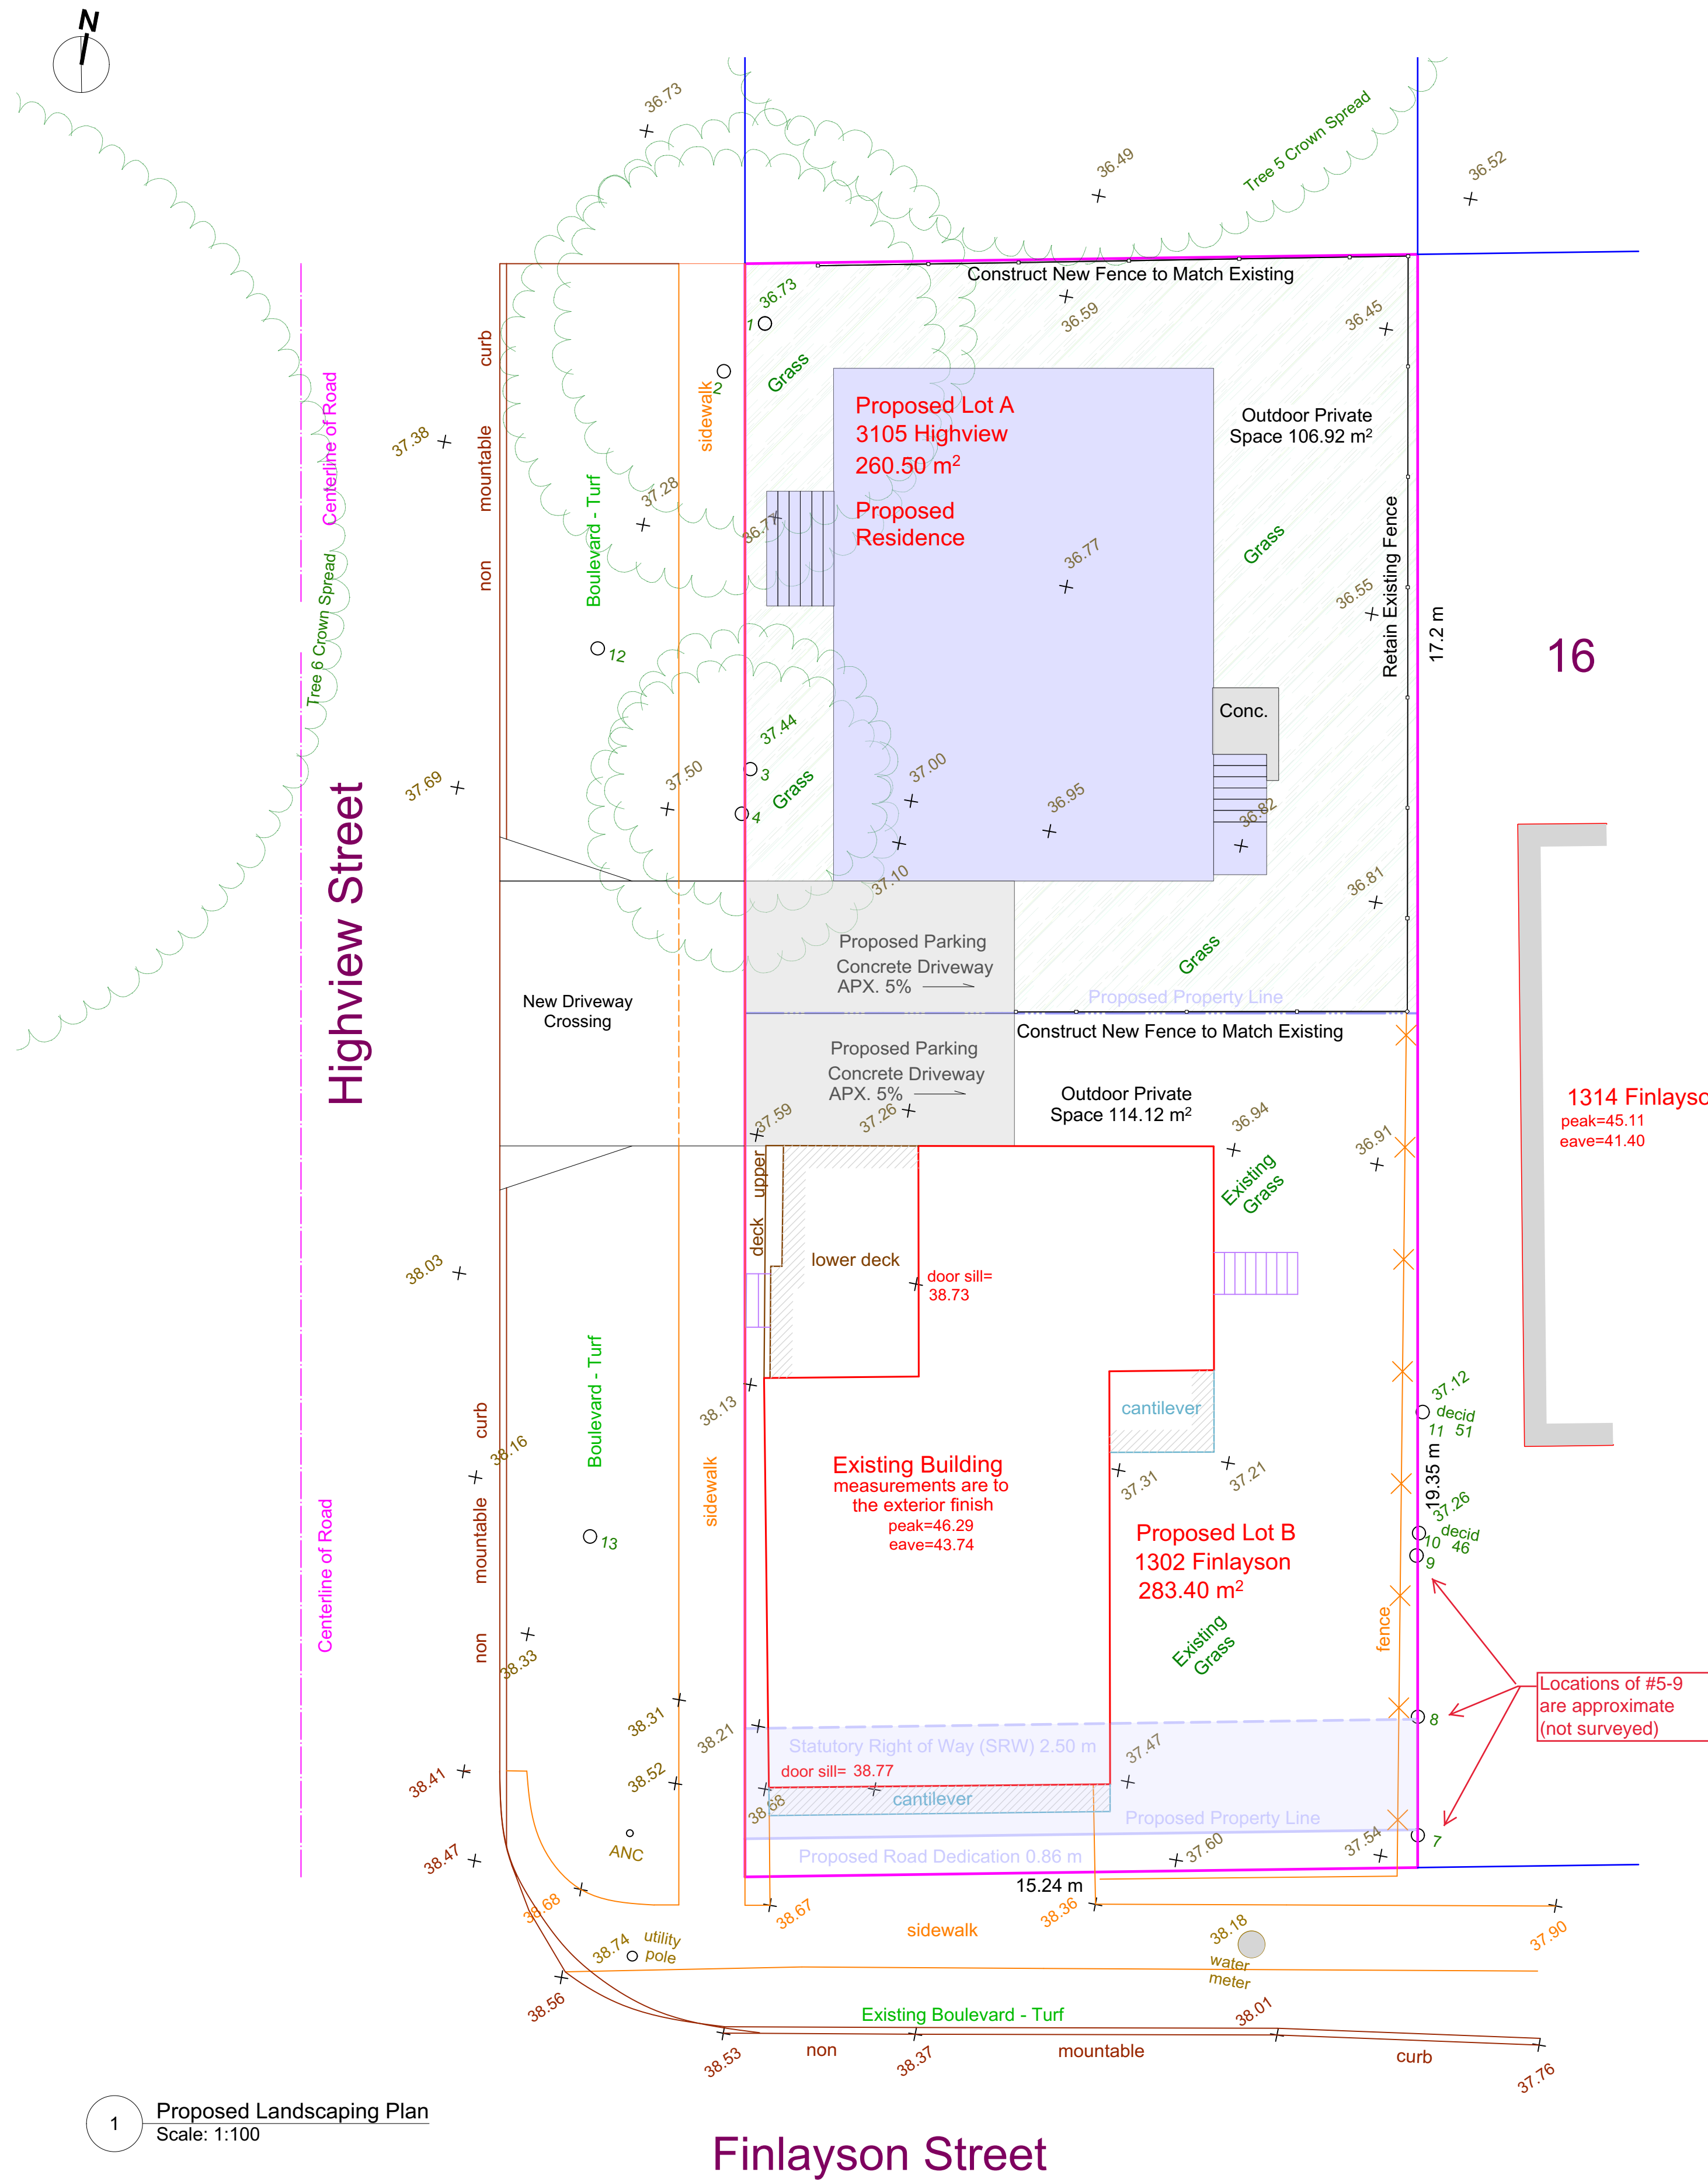 N
36.73
36.49
Tree 5 Crown Spread
36.52
Construct New Fence to Match Existing
36.73
1
36.59
36.45
Grass
2
sidewalk
curb
Centerline of Road
Proposed Lot A
3105 Highview
260.50 m²
Outdoor Private
Space 106.92 m²
37.38
mountable
37.28
36.77
Proposed
Residence
Boulevard - Turf
non
36.77
Grass
36.55
Retain Existing Fence
17.2 m
16
Tree 6 Crown Spread
12
Conc.
37.44
37.50
3
Grass
4
37.00
36.95
36.82
37.69
37.10
36.81
Highview Street
Proposed Parking
Concrete Driveway
APX. 5%
Grass
New Driveway
Crossing
Proposed Property Line
Construct New Fence to Match Existing
Proposed Parking
Concrete Driveway
APX. 5%
37.59
37.26
Outdoor Private
Space 114.12 m²
36.94
36.91
1314 Finlayso
peak=45.11
eave=41.40
upper
deck
Existing
Grass
lower deck
38.03
door sill=
38.73
Boulevard - Turf
38.13
cantilever
37.12
decid
11 51
curb
38.16
sidewalk
Existing Building
measurements are to
the exterior finish
peak=46.29
eave=43.74
37.31
37.21
19.35 m
37.26
decid
10 46
9
Proposed Lot B
1302 Finlayson
283.40 m²
mountable
13
Centerline of Road
non
38.33
Existing
Grass
fence
Locations of #5-9
are approximate
(not surveyed)
38.31
38.21
8
Statutory Right of Way (SRW) 2.50 m
37.47
38.41
38.52
door sill= 38.77
38.68
cantilever
Proposed Property Line
7
ANC
38.47
Proposed Road Dedication 0.86 m
37.60
37.54
15.24 m
38.68
38.67
38.36
sidewalk
38.18
37.90
38.74
utility
pole
water
meter
38.56
Existing Boulevard - Turf
38.01
38.53
non
38.37
mountable
curb
37.76
1
Proposed Landscaping Plan
Scale: 1:100
Finlayson Street